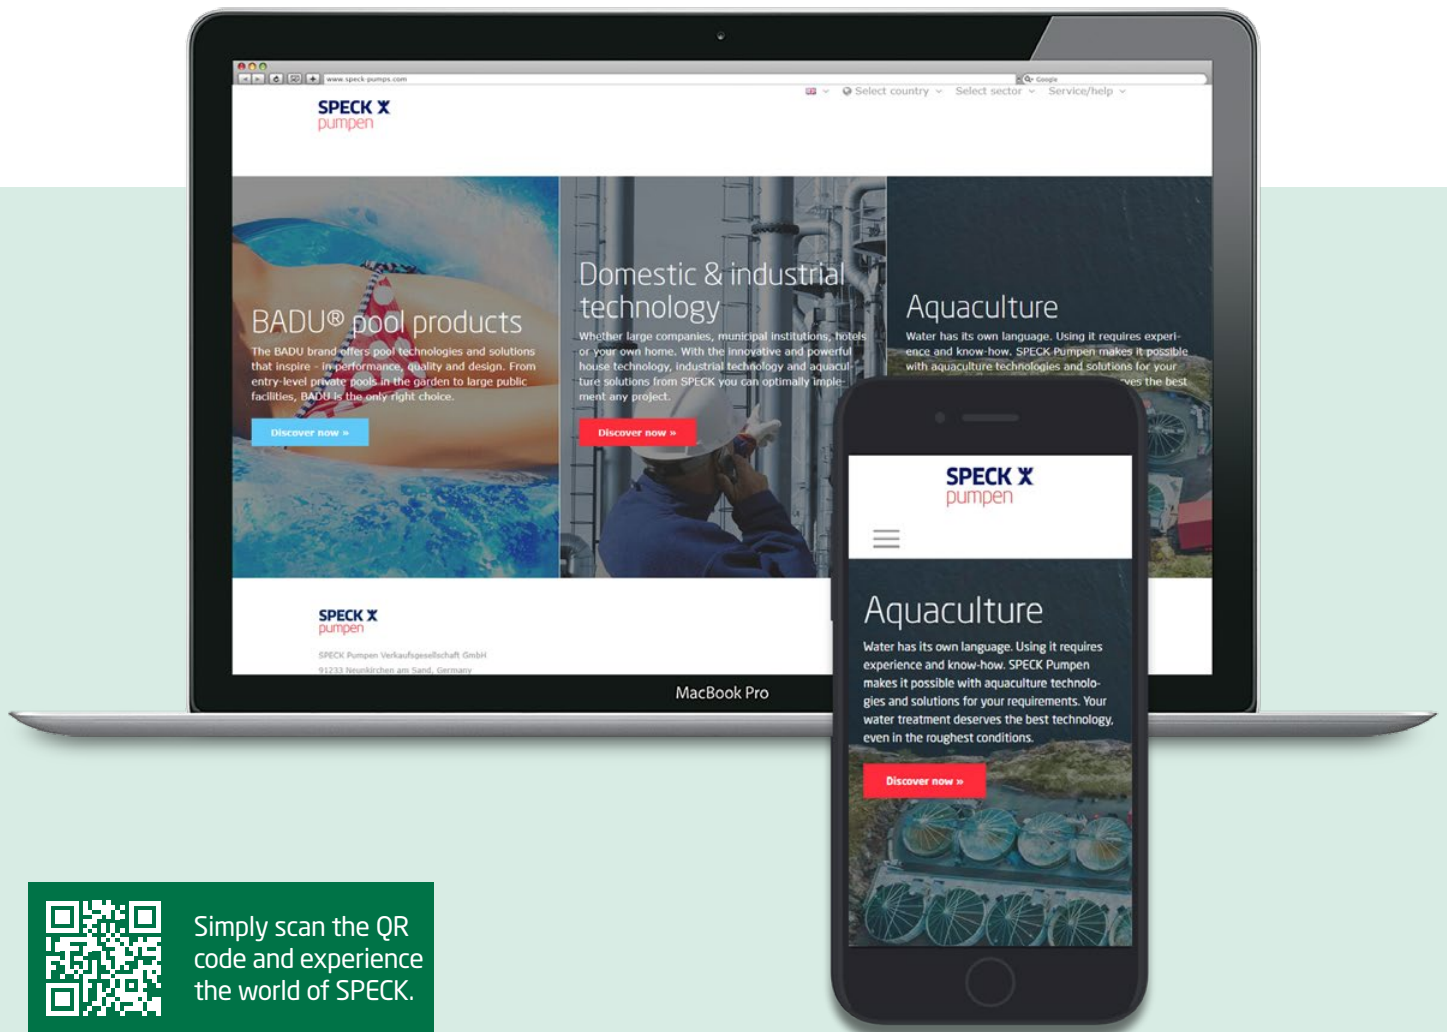 www.speck-pumps.com
Google
Select country
Select sector
Service/help
SPECK
pumpen
BADU® pool products
The BADU brand offers pool technologies and solutions
that inspire - in performance, quality and design. From
entry-level private pools in the garden to large public
facilities, BADU is the only right choice.
Discover now »
Domestic & industrial
technology
Whether large companies, municipal institutions, hotels
or your own home. With the innovative and powerful
house technology, industrial technology and aquacul-
ture solutions from SPECK you can optimally imple-
ment any project.
Discover now »
Aquaculture
Water has its own language. Using it requires experi-
ence and know-how. SPECK Pumpen makes it possible
with aquaculture technologies and solutions for your
the best
SPECK
pumpen
SPECK Pumpen Verkaufsgesellschaft GmbH
91233 Neunkirchen am Sand, Germany
MacBook Pro
SPECK
pumpen
Aquaculture
Water has its own language. Using it requires
experience and know-how. SPECK Pumpen
makes it possible with aquaculture technolo-
gies and solutions for your requirements. Your
water treatment deserves the best technology,
even in the roughest conditions.
Discover now »
Simply scan the QR
code and experience
the world of SPECK.